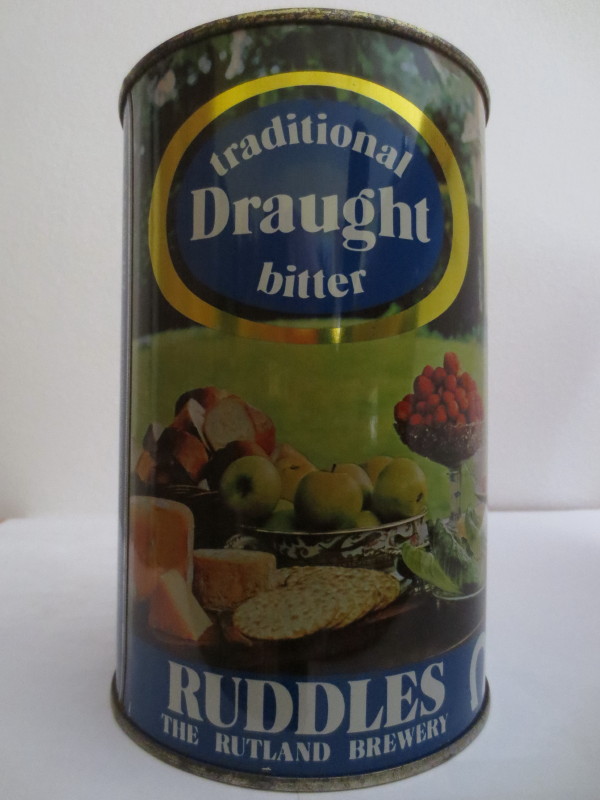 traditional
Draught
bitter
RUDDLES
THE RUTLAND BREWERY